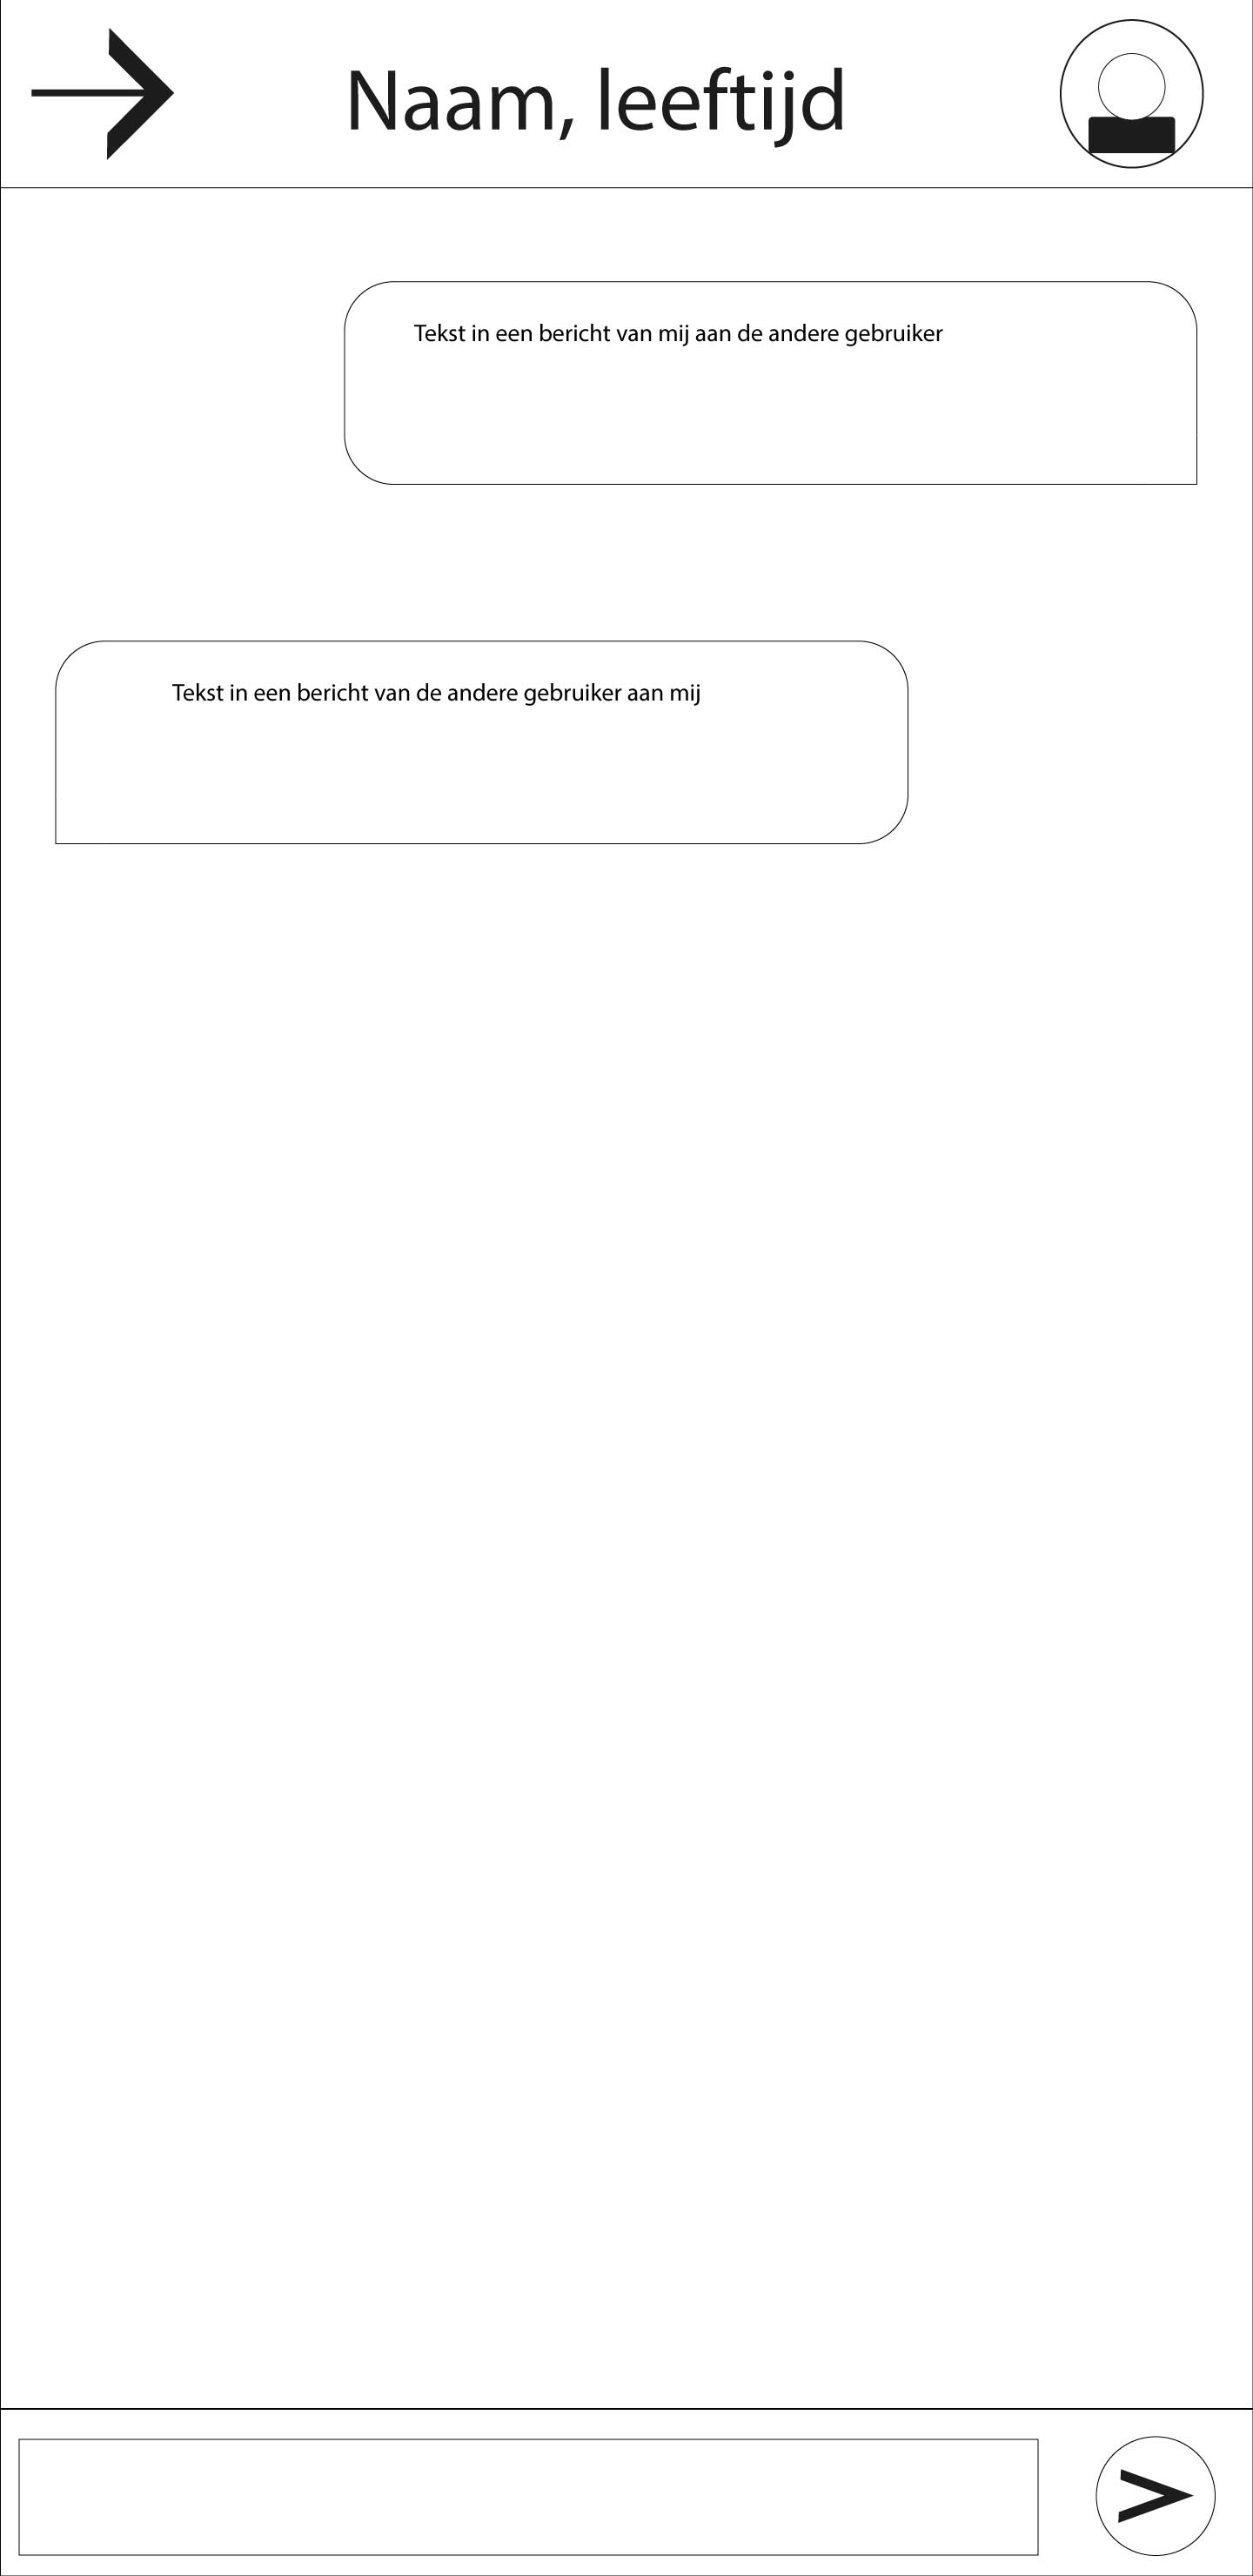 Naam, leeftijd
Tekst in een bericht van mij aan de andere gebruiker
Tekst in een bericht van de andere gebruiker aan mij